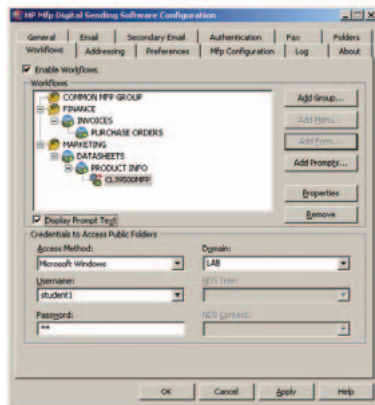 HP Mfp Digital Sending Software Configuration
General Email Secondary Email Authentication Fax Folders
Workflows Addressing Preferences Mfp Configuration Log About
Enable Workflows
Workflows
COMMON MFP GROUP
FINANCE
INVOICES
PURCHASE ORDERS
MARKETING
DATASHEETS
PRODUCT INFO
CLJ9500MFP
Add Group...
Add Menu...
Add Form...
Add Prompts...
Properties
Remove
Display Prompt Text
Credentials to Access Public Folders
Access Method: Domain:
Microsoft Windows LAB
Username: NDS Tree:
student1
Password: NDS Context:
**
OK Cancel Apply Help